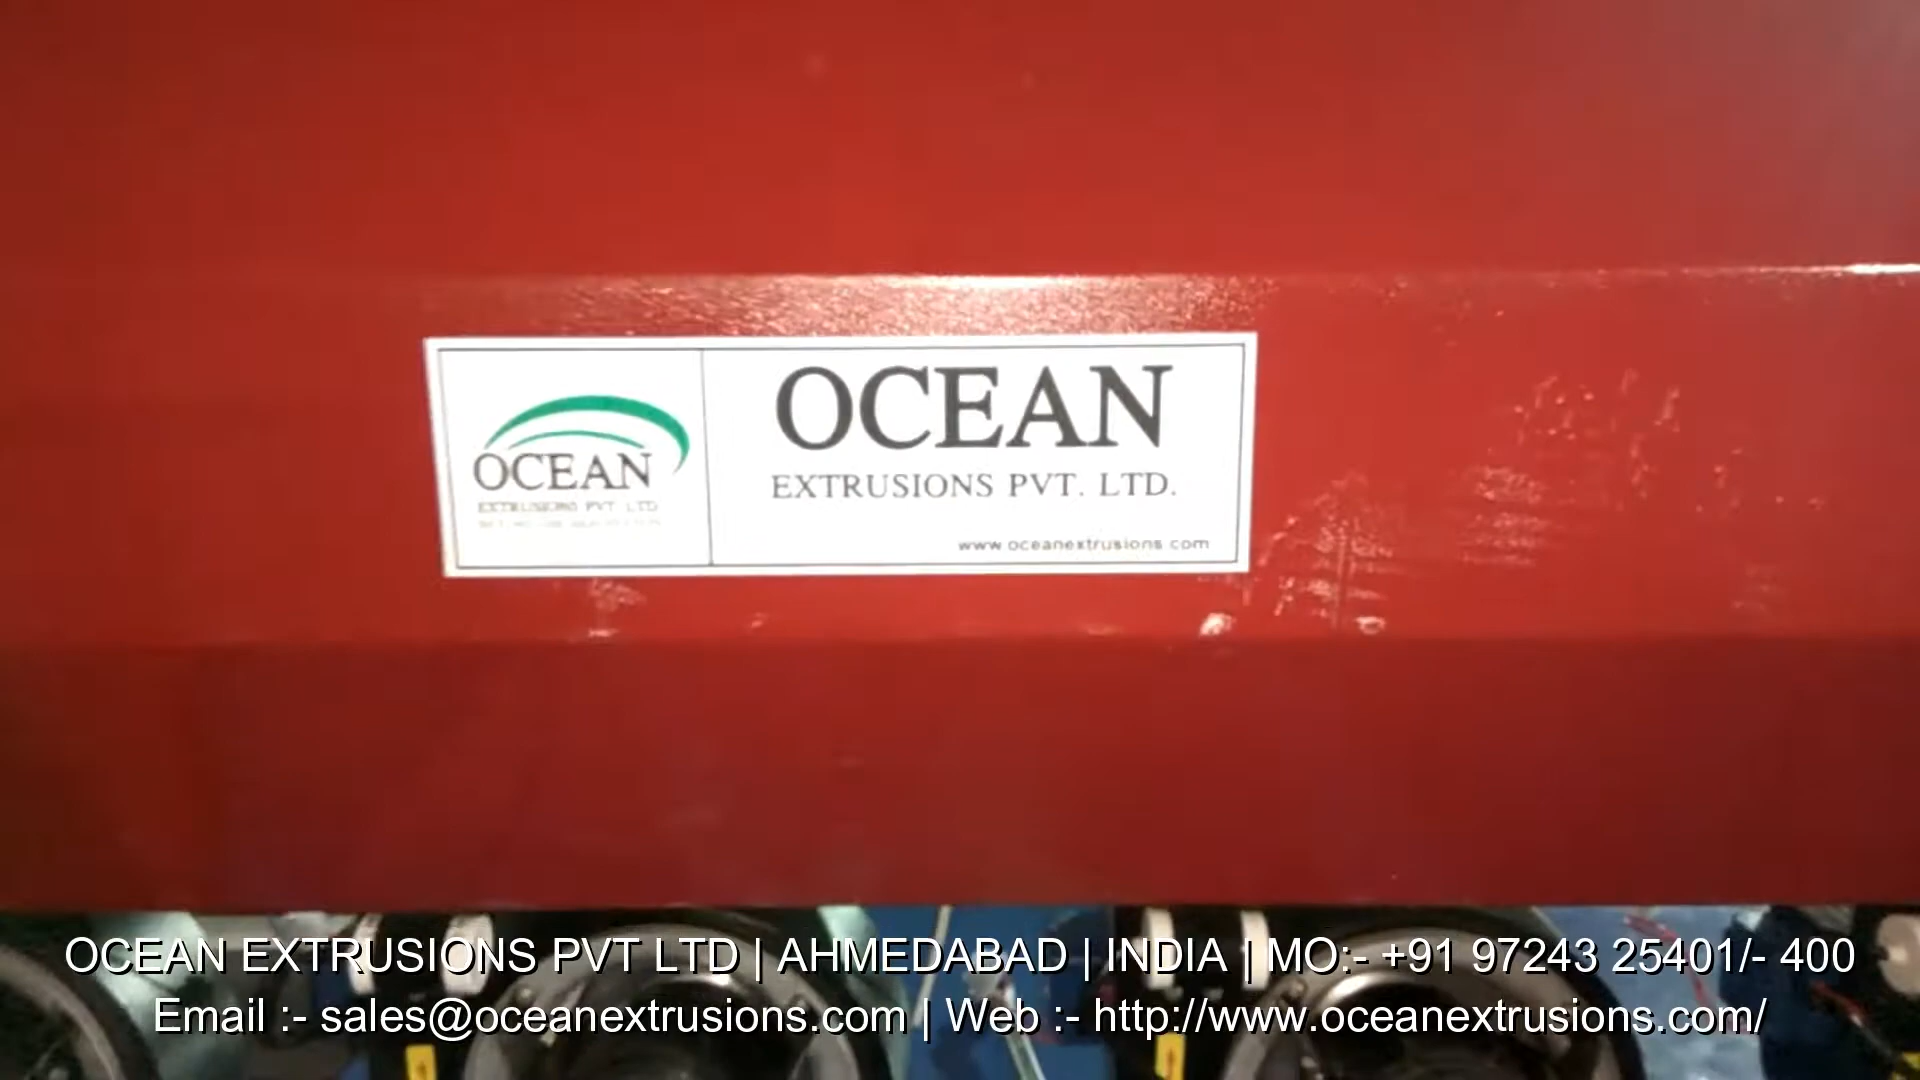 OCEAN
EXTRUSIONS PVT. LTD.
www.oceanextrusions.com
OCEAN
EXTRUSIONS PVT LTD
OCEAN EXTRUSIONS PVT LTD | AHMEDABAD | INDIA | MO:- +91 97243 25401/- 400
Email :- sales@oceanextrusions.com | Web :- http://www.oceanextrusions.com/